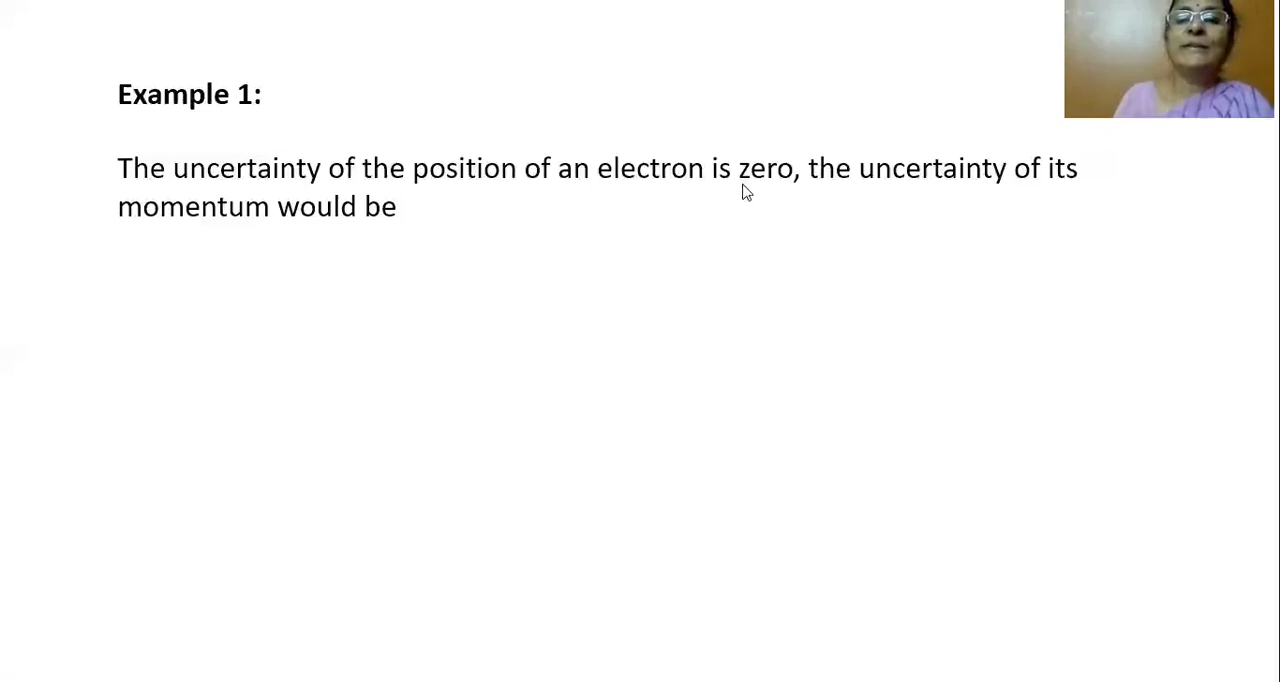 Example 1:
The uncertainty of the position of an electron is zero, the uncertainty of its
momentum would be